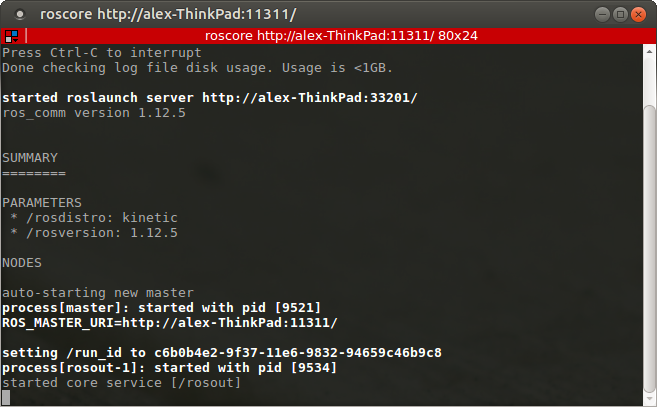 roscore http://alex-ThinkPad:11311/
roscore http://alex-ThinkPad:11311/ 80x24
Press Ctrl-C to interrupt
Done checking log file disk usage. Usage is <1GB.
started roslaunch server http://alex-ThinkPad:33201/
ros_comm version 1.12.5
SUMMARY
========
PARAMETERS
* /rosdistro: kinetic
* /rosversion: 1.12.5
NODES
auto-starting new master
process[master]: started with pid [9521]
ROS_MASTER_URI=http://alex-ThinkPad:11311/
setting /run_id to c6b0b4e2-9f37-11e6-9832-94659c46b9c8
process[rosout-1]: started with pid [9534]
started core service [/rosout]